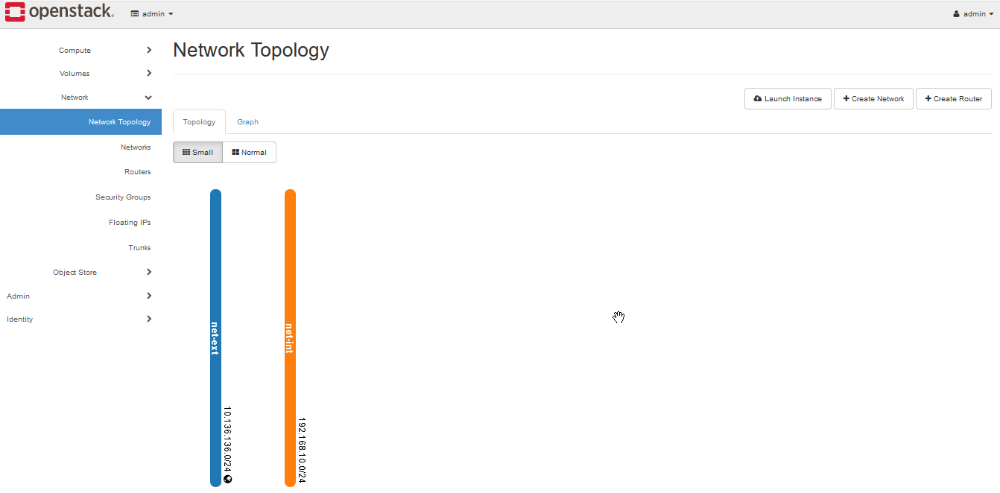 openstack. admin admin
Network Topology
Compute
Volumes
Network
Network Topology
Networks
Routers
Security Groups
Floating IPs
Trunks
Object Store
Admin
Identity
Launch Instance Create Network Create Router
Topology Graph
Small Normal
net-ext
10.136.136.0/24
net-int
192.168.10.0/24